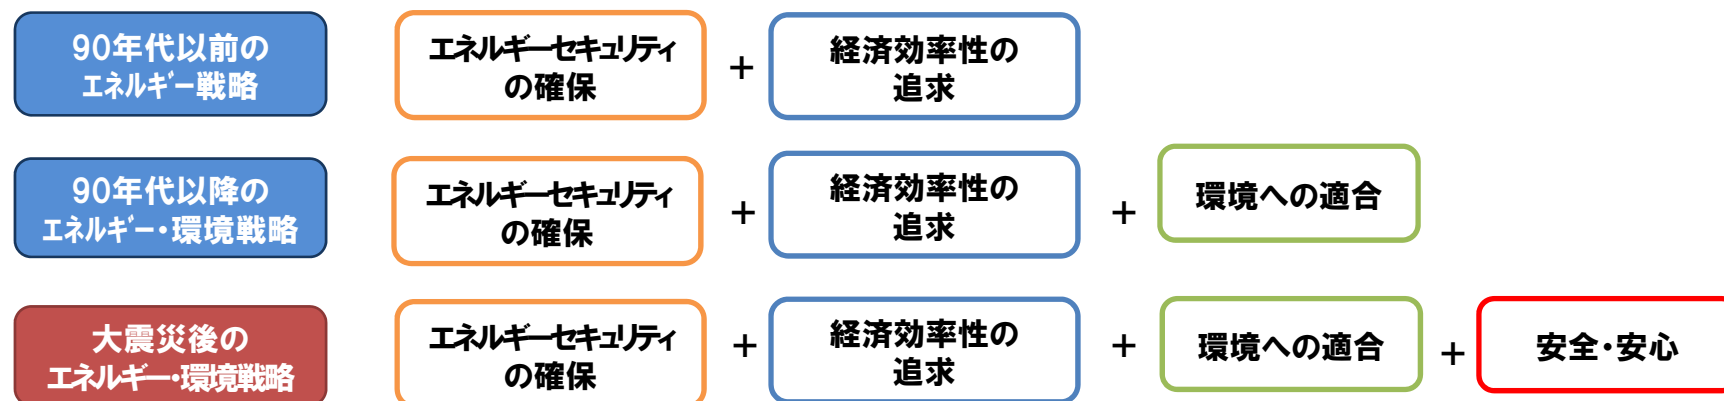 90年代以前の
エネルギー戦略
エネルギーセキュリティ
の確保
+
経済効率性の
追求
90年代以降の
エネルギー・環境戦略
エネルギーセキュリティ
の確保
+
経済効率性の
追求
+
環境への適合
大震災後の
エネルギー・環境戦略
エネルギーセキュリティ
の確保
+
経済効率性の
追求
+
環境への適合
+
安全・安心